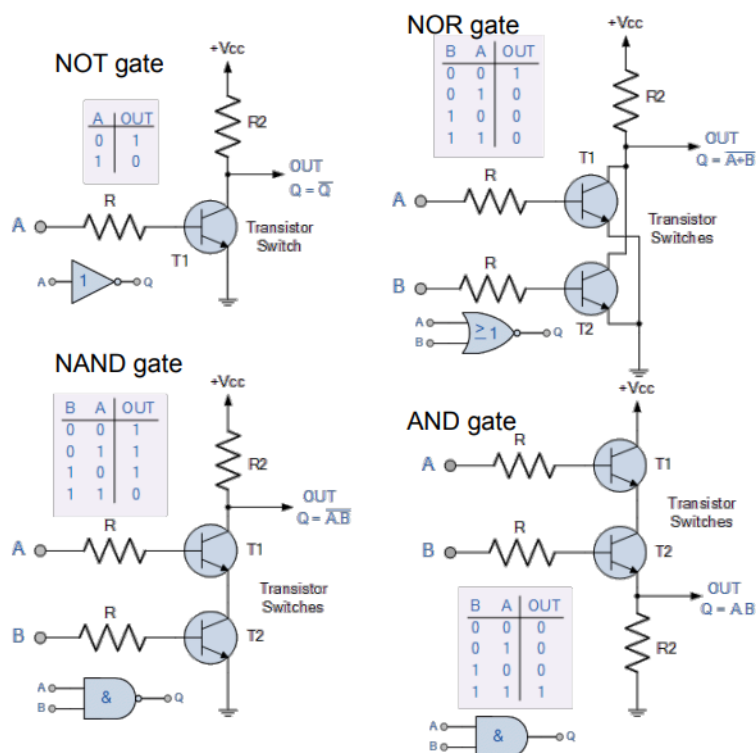 NOT gate
+Vcc
A OUT
0 1
1 0
R2
OUT
Q = Q̅
R
A
Transistor
Switch
T1
A 1 Q
NOR gate
+Vcc
B A OUT
0 0 1
0 1 0
1 0 0
1 1 0
R2
OUT
Q = A̅+̅B̅
T1
R
A
Transistor
Switches
R
B
T2
A
B
≥1
Q
NAND gate
+Vcc
B A OUT
0 0 1
0 1 1
1 0 1
1 1 0
R2
OUT
Q = A̅.̅B̅
R
A
T1
Transistor
Switches
R
B
T2
A
B
&
Q
AND gate
+Vcc
R
A
T1
Transistor
Switches
R
B
T2
OUT
Q = A.B
B A OUT
0 0 0
0 1 0
1 0 0
1 1 1
R2
A
B
&
Q